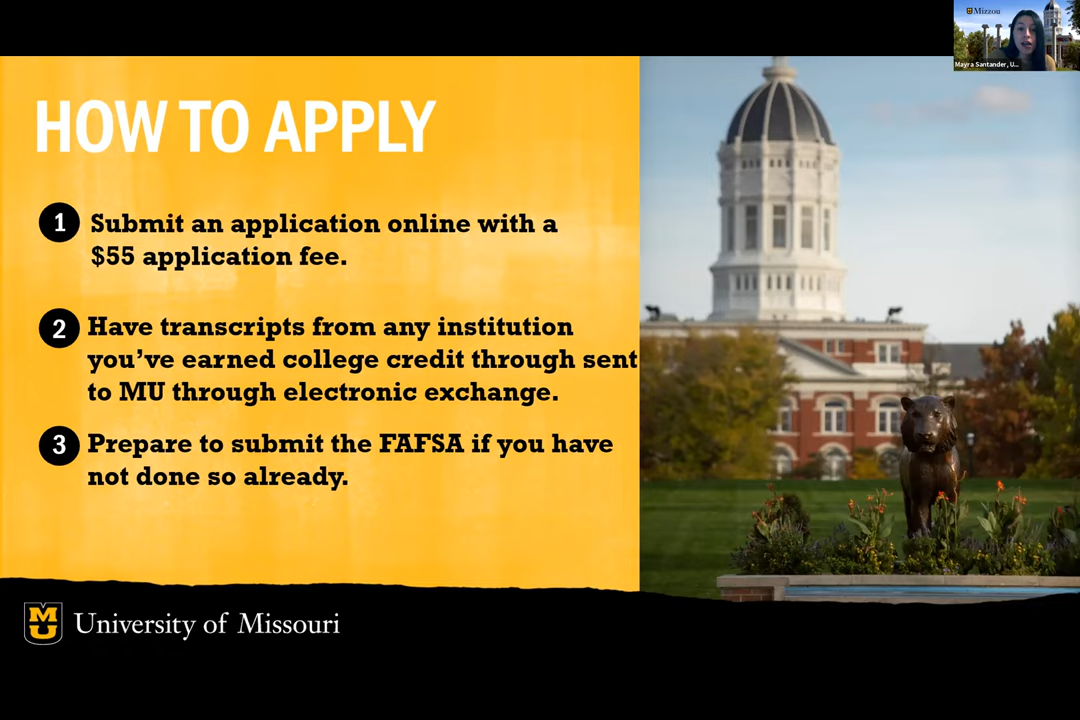 Mizzou
Mayra Santander, U...
HOW TO APPLY
1
Submit an application online with a
$55 application fee.
2
Have transcripts from any institution
you've earned college credit through sent
to MU through electronic exchange.
3
Prepare to submit the FAFSA if you have
not done so already.
MU
University of Missouri